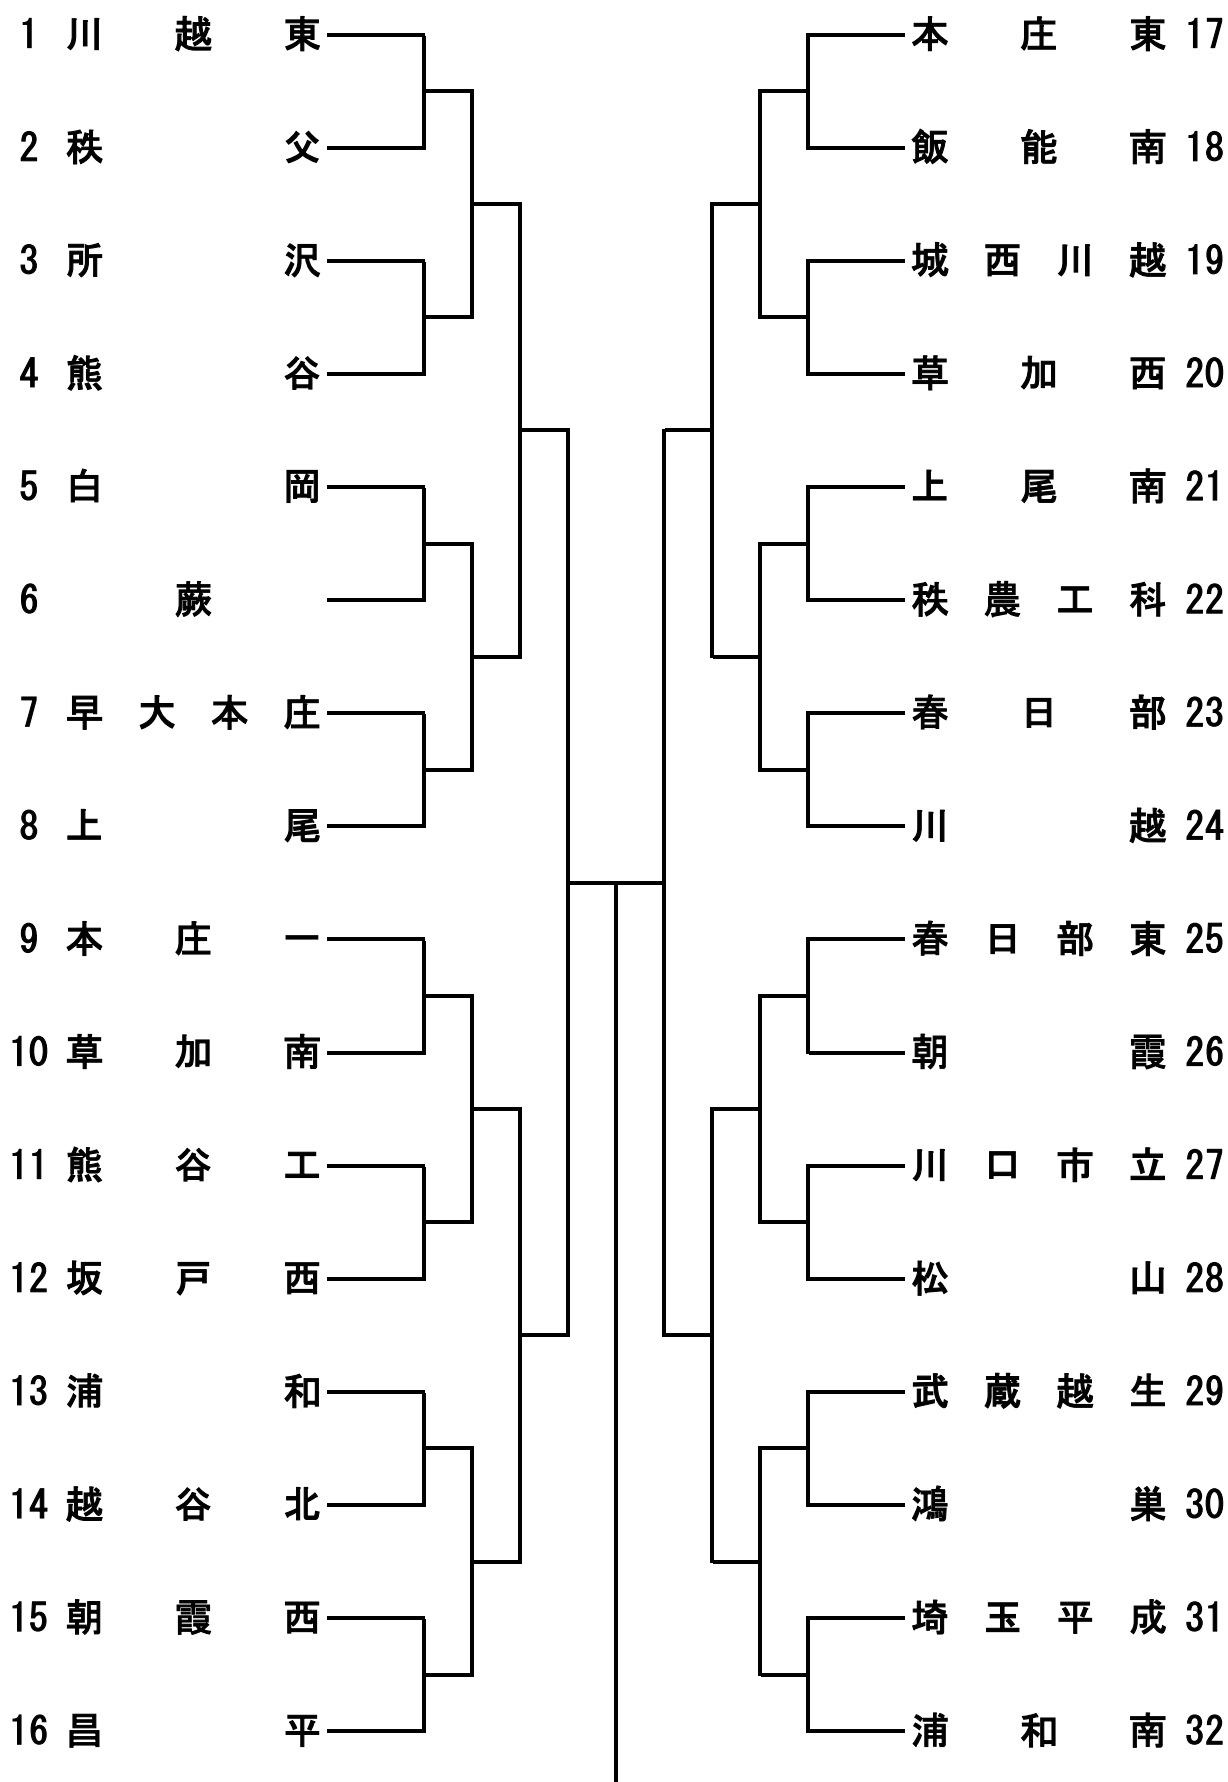 1 川越東
2 秩父
3 所沢
4 熊谷
5 白岡
6 蕨
7 早大本庄
8 上尾
9 本庄一
10 草加南
11 熊谷工
12 坂戸西
13 浦和
14 越谷北
15 朝霞西
16 昌平
本庄東 17
飯能南 18
城西川越 19
草加西 20
上尾南 21
秩農工科 22
春日部 23
川越 24
春日部東 25
朝霞 26
川口市立 27
松山 28
武蔵越生 29
鴻巣 30
埼玉平成 31
浦和南 32